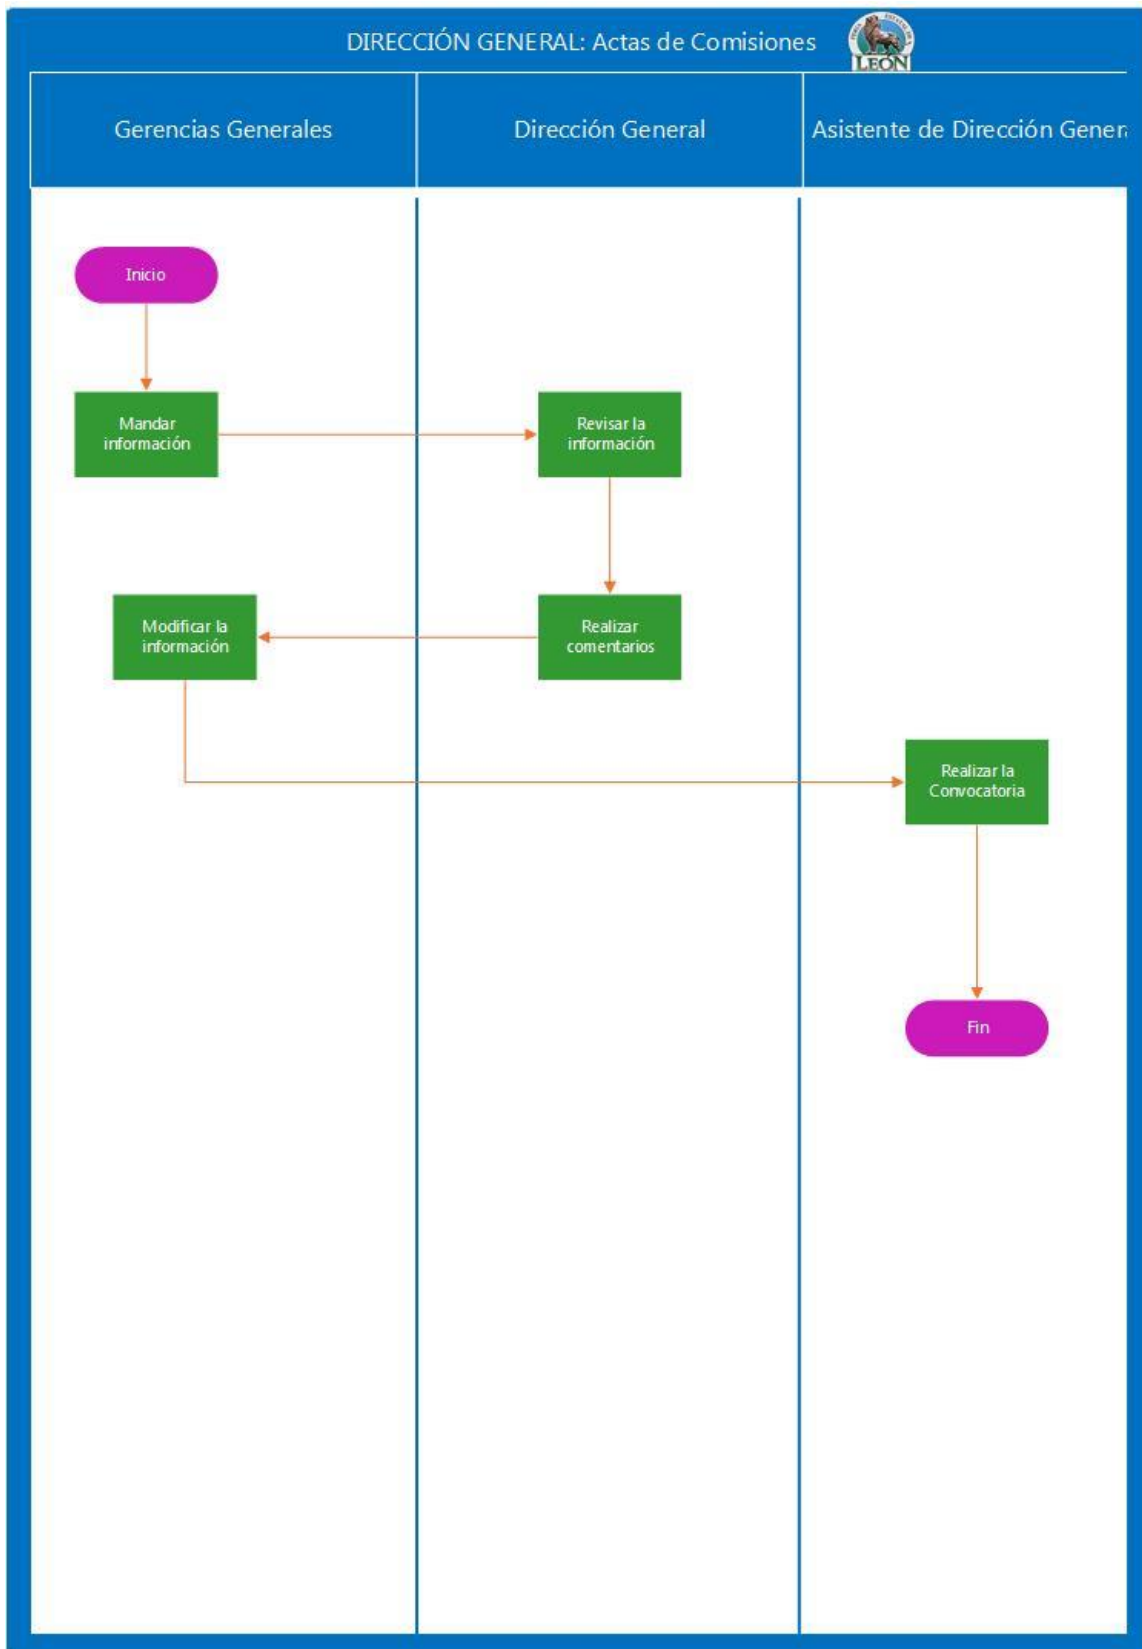 DIRECCIÓN GENERAL: Actas de Comisiones
LEÓN
Gerencias Generales
Dirección General
Asistente de Dirección Gener
Inicio
Mandar
información
Revisar la
información
Modificar la
información
Realizar
comentarios
Realizar la
Convocatoria
Fin